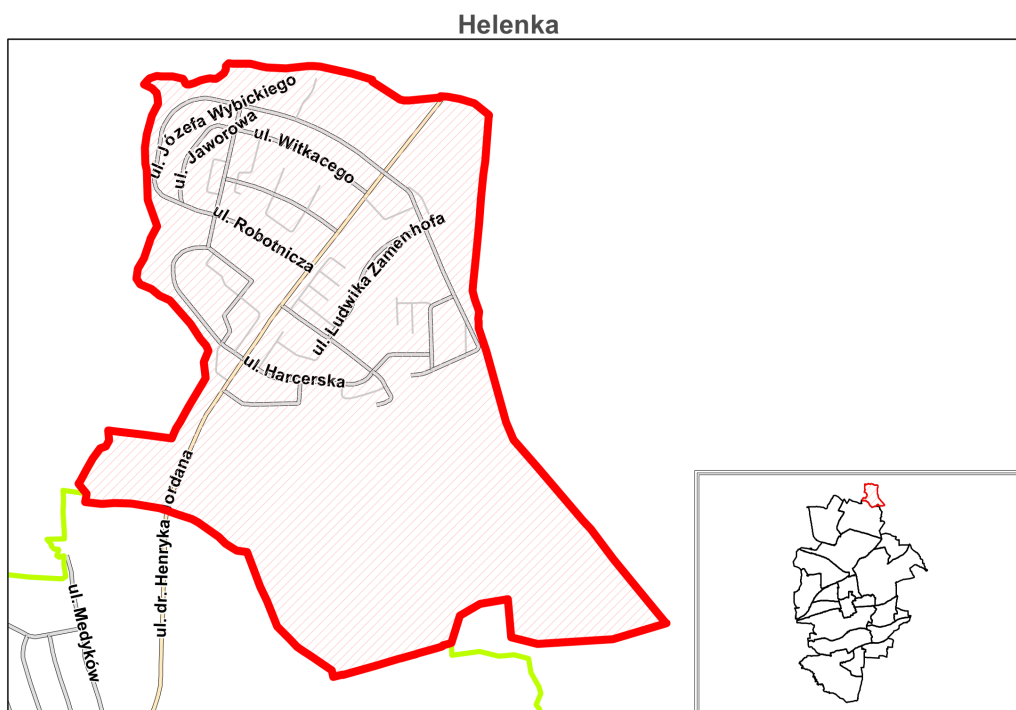 Helenka
ul. Józefa Wybickiego
ul. Jaworowa
ul. Witkacego
ul. Robotnicza
ul. Ludwika Zamenhofa
ul. Harcerska
ul. dr. Henryka Jordana
ul. Medyków